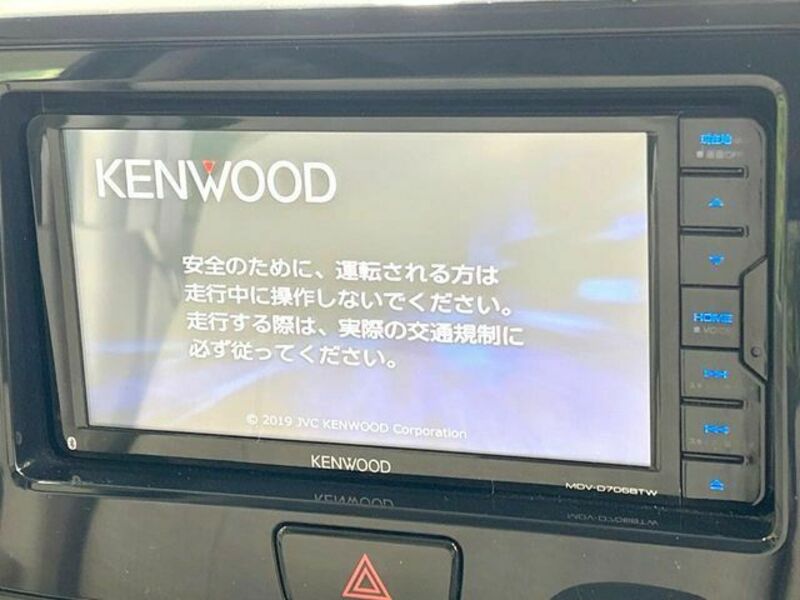 KENWOOD
安全のために、運転される方は
走行中に操作しないでください。
走行する際は、実際の交通規制に
必ず従ってください。
© 2019 JVC KENWOOD Corporation
KENWOOD
MDV-D706BTW
現在地
HOME